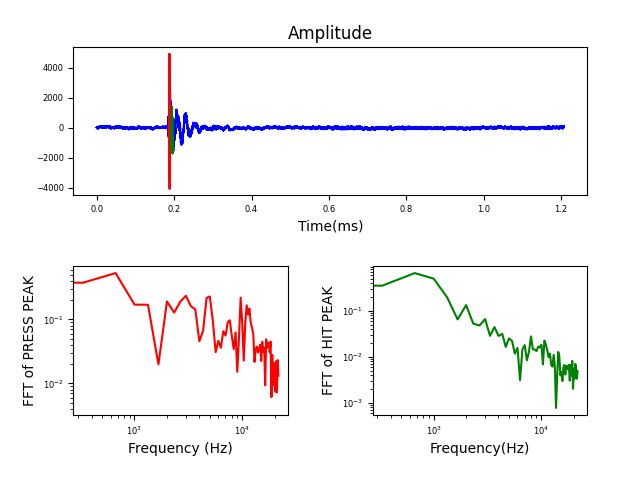 Amplitude
4000
2000
0
−2000
−4000
0.0 0.2 0.4 0.6 0.8 1.0 1.2
Time(ms)
FFT of PRESS PEAK
10⁻¹
10⁻²
10³ 10⁴
Frequency (Hz)
FFT of HIT PEAK
10⁻¹
10⁻²
10⁻³
10³ 10⁴
Frequency(Hz)